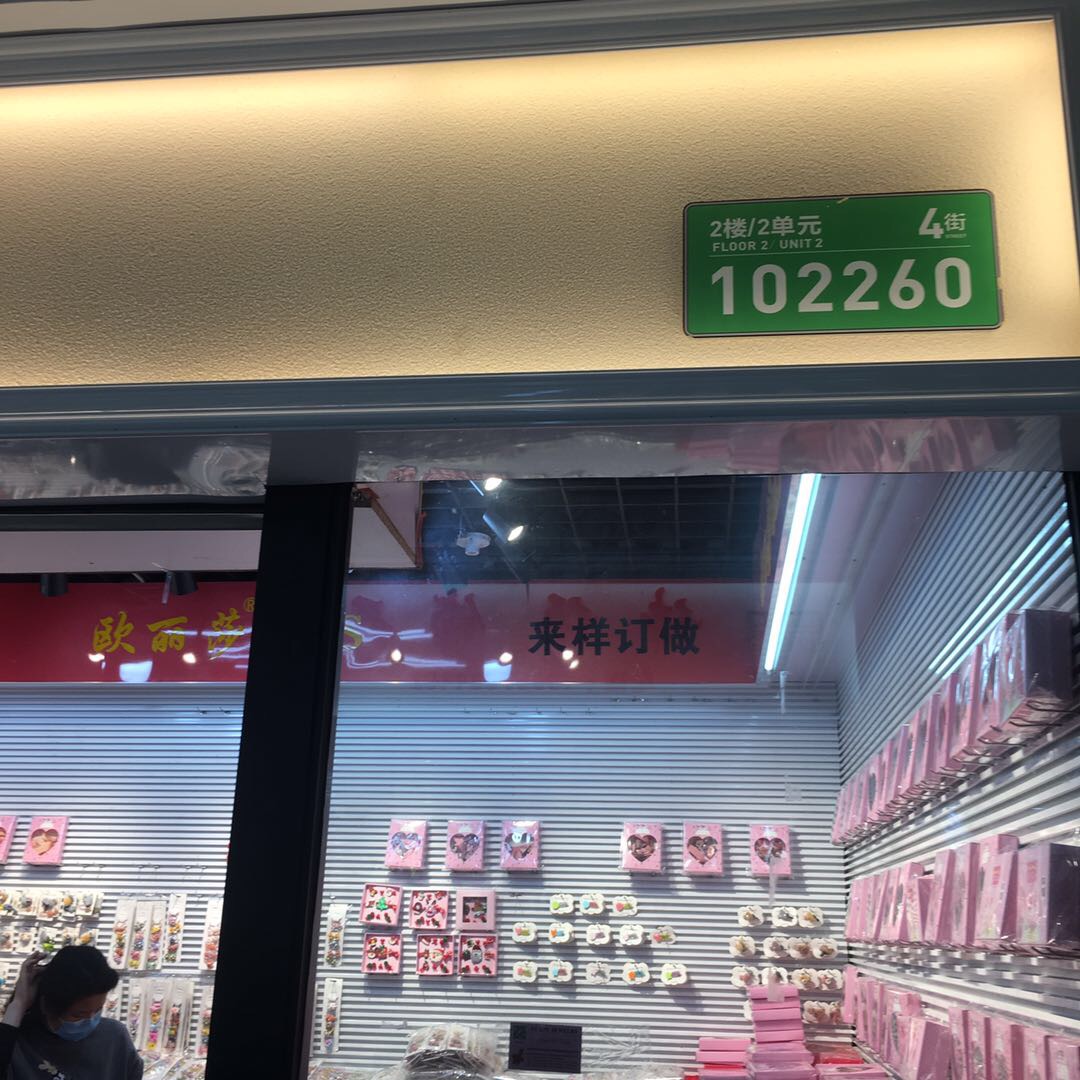 2楼/2单元
FLOOR 2/ UNIT 2
4街
STREET
102260
欧丽莎®
来样订做